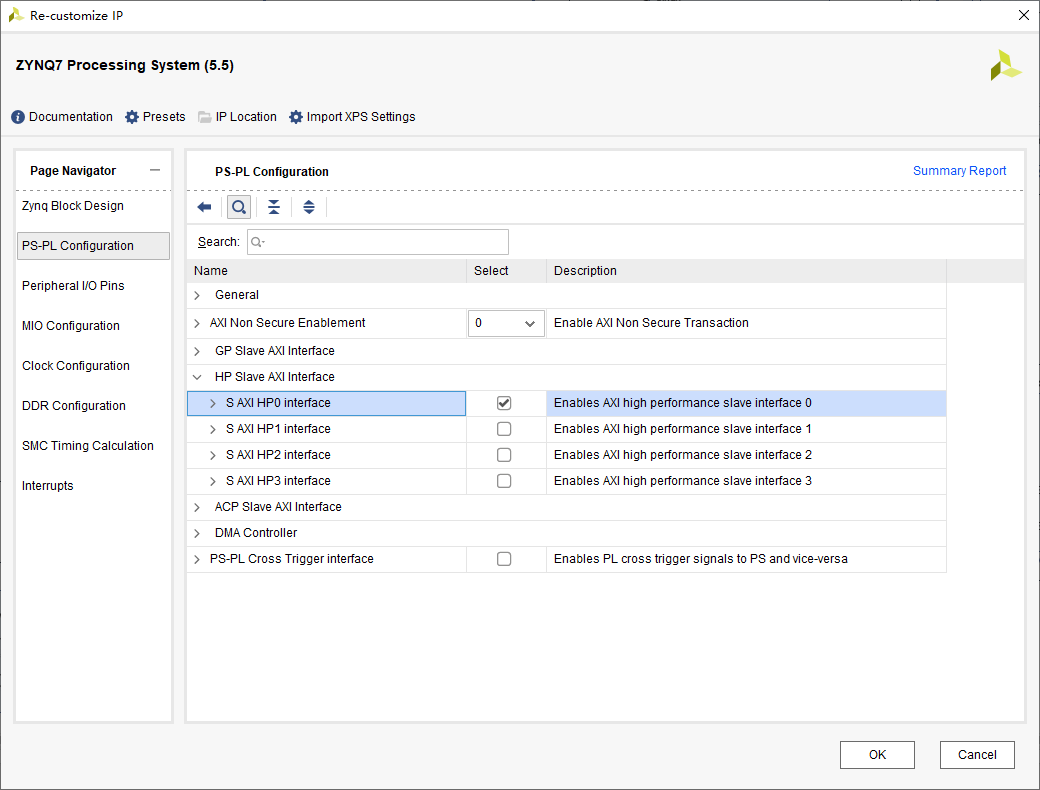 Re-customize IP
ZYNQ7 Processing System (5.5)
Documentation Presets IP Location Import XPS Settings
Page Navigator
Zynq Block Design
PS-PL Configuration
Peripheral I/O Pins
MIO Configuration
Clock Configuration
DDR Configuration
SMC Timing Calculation
Interrupts
PS-PL Configuration Summary Report
Search:
Name Select Description
General
AXI Non Secure Enablement 0 Enable AXI Non Secure Transaction
GP Slave AXI Interface
HP Slave AXI Interface
S AXI HP0 interface Enables AXI high performance slave interface 0
S AXI HP1 interface Enables AXI high performance slave interface 1
S AXI HP2 interface Enables AXI high performance slave interface 2
S AXI HP3 interface Enables AXI high performance slave interface 3
ACP Slave AXI Interface
DMA Controller
PS-PL Cross Trigger interface Enables PL cross trigger signals to PS and vice-versa
OK Cancel